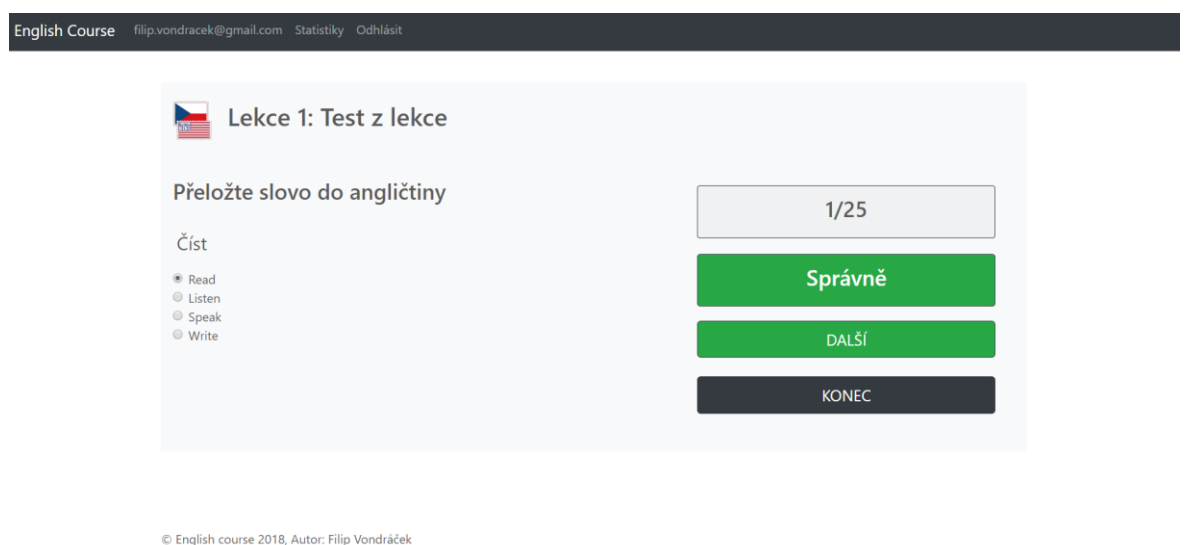 English Course filip.vondracek@gmail.com Statistiky Odhlásit
Lekce 1: Test z lekce
Přeložte slovo do angličtiny
Číst
Read
Listen
Speak
Write
1/25
Správně
DALŠÍ
KONEC
© English course 2018, Autor: Filip Vondráček